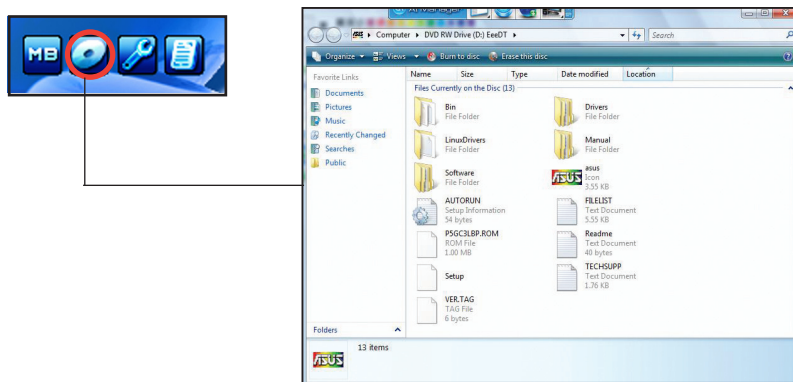 MB
Computer ▸ DVD RW Drive (D:) EeeDT ▸
Search
Organize Views Burn to disc Erase this disc
Favorite Links
Documents
Pictures
Music
Recently Changed
Searches
Public
Folders
Name Size Type Date modified Location
Files Currently on the Disc (13)
Bin
File Folder
Drivers
File Folder
LinuxDrivers
File Folder
Manual
File Folder
Software
File Folder
asus
Icon
3.55 KB
AUTORUN
Setup Information
54 bytes
FILELIST
Text Document
5.55 KB
P5GC3LBP.ROM
ROM File
1.00 MB
Readme
Text Document
40 bytes
Setup
TECHSUPP
Text Document
1.76 KB
VER.TAG
TAG File
6 bytes
ASUS
13 items